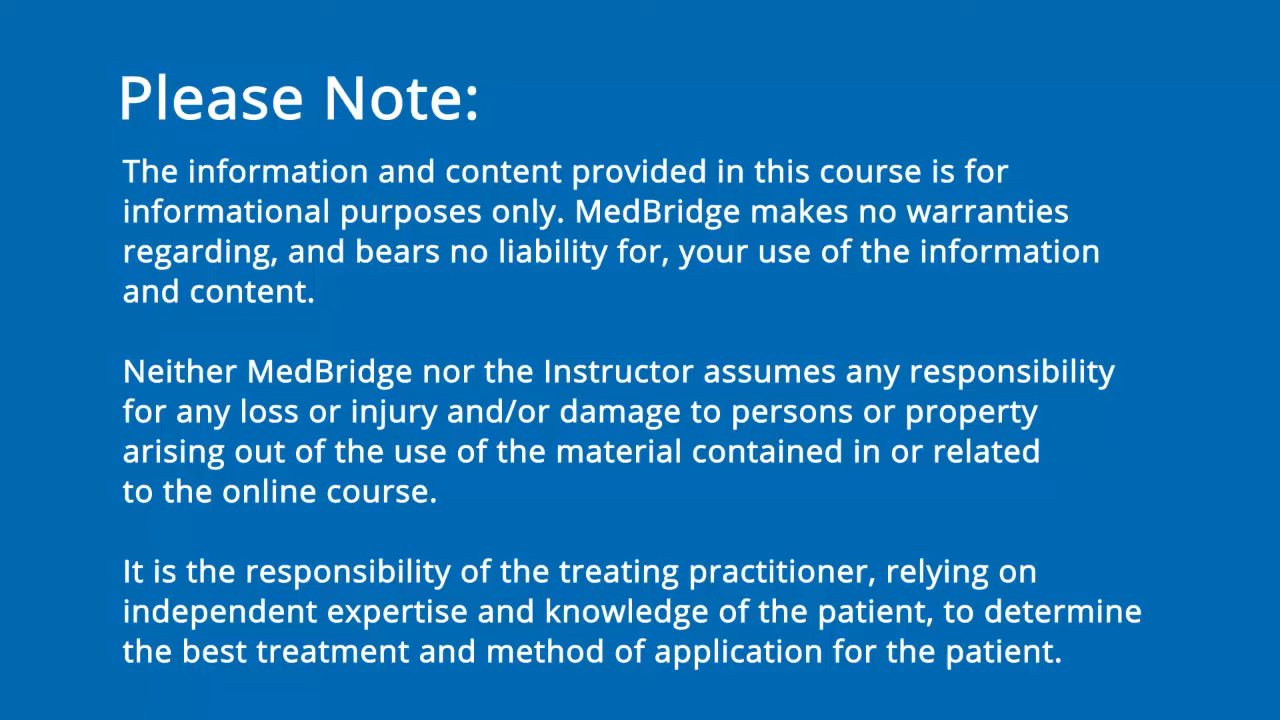 Please Note:
The information and content provided in this course is for
informational purposes only. MedBridge makes no warranties
regarding, and bears no liability for, your use of the information
and content.
Neither MedBridge nor the Instructor assumes any responsibility
for any loss or injury and/or damage to persons or property
arising out of the use of the material contained in or related
to the online course.
It is the responsibility of the treating practitioner, relying on
independent expertise and knowledge of the patient, to determine
the best treatment and method of application for the patient.